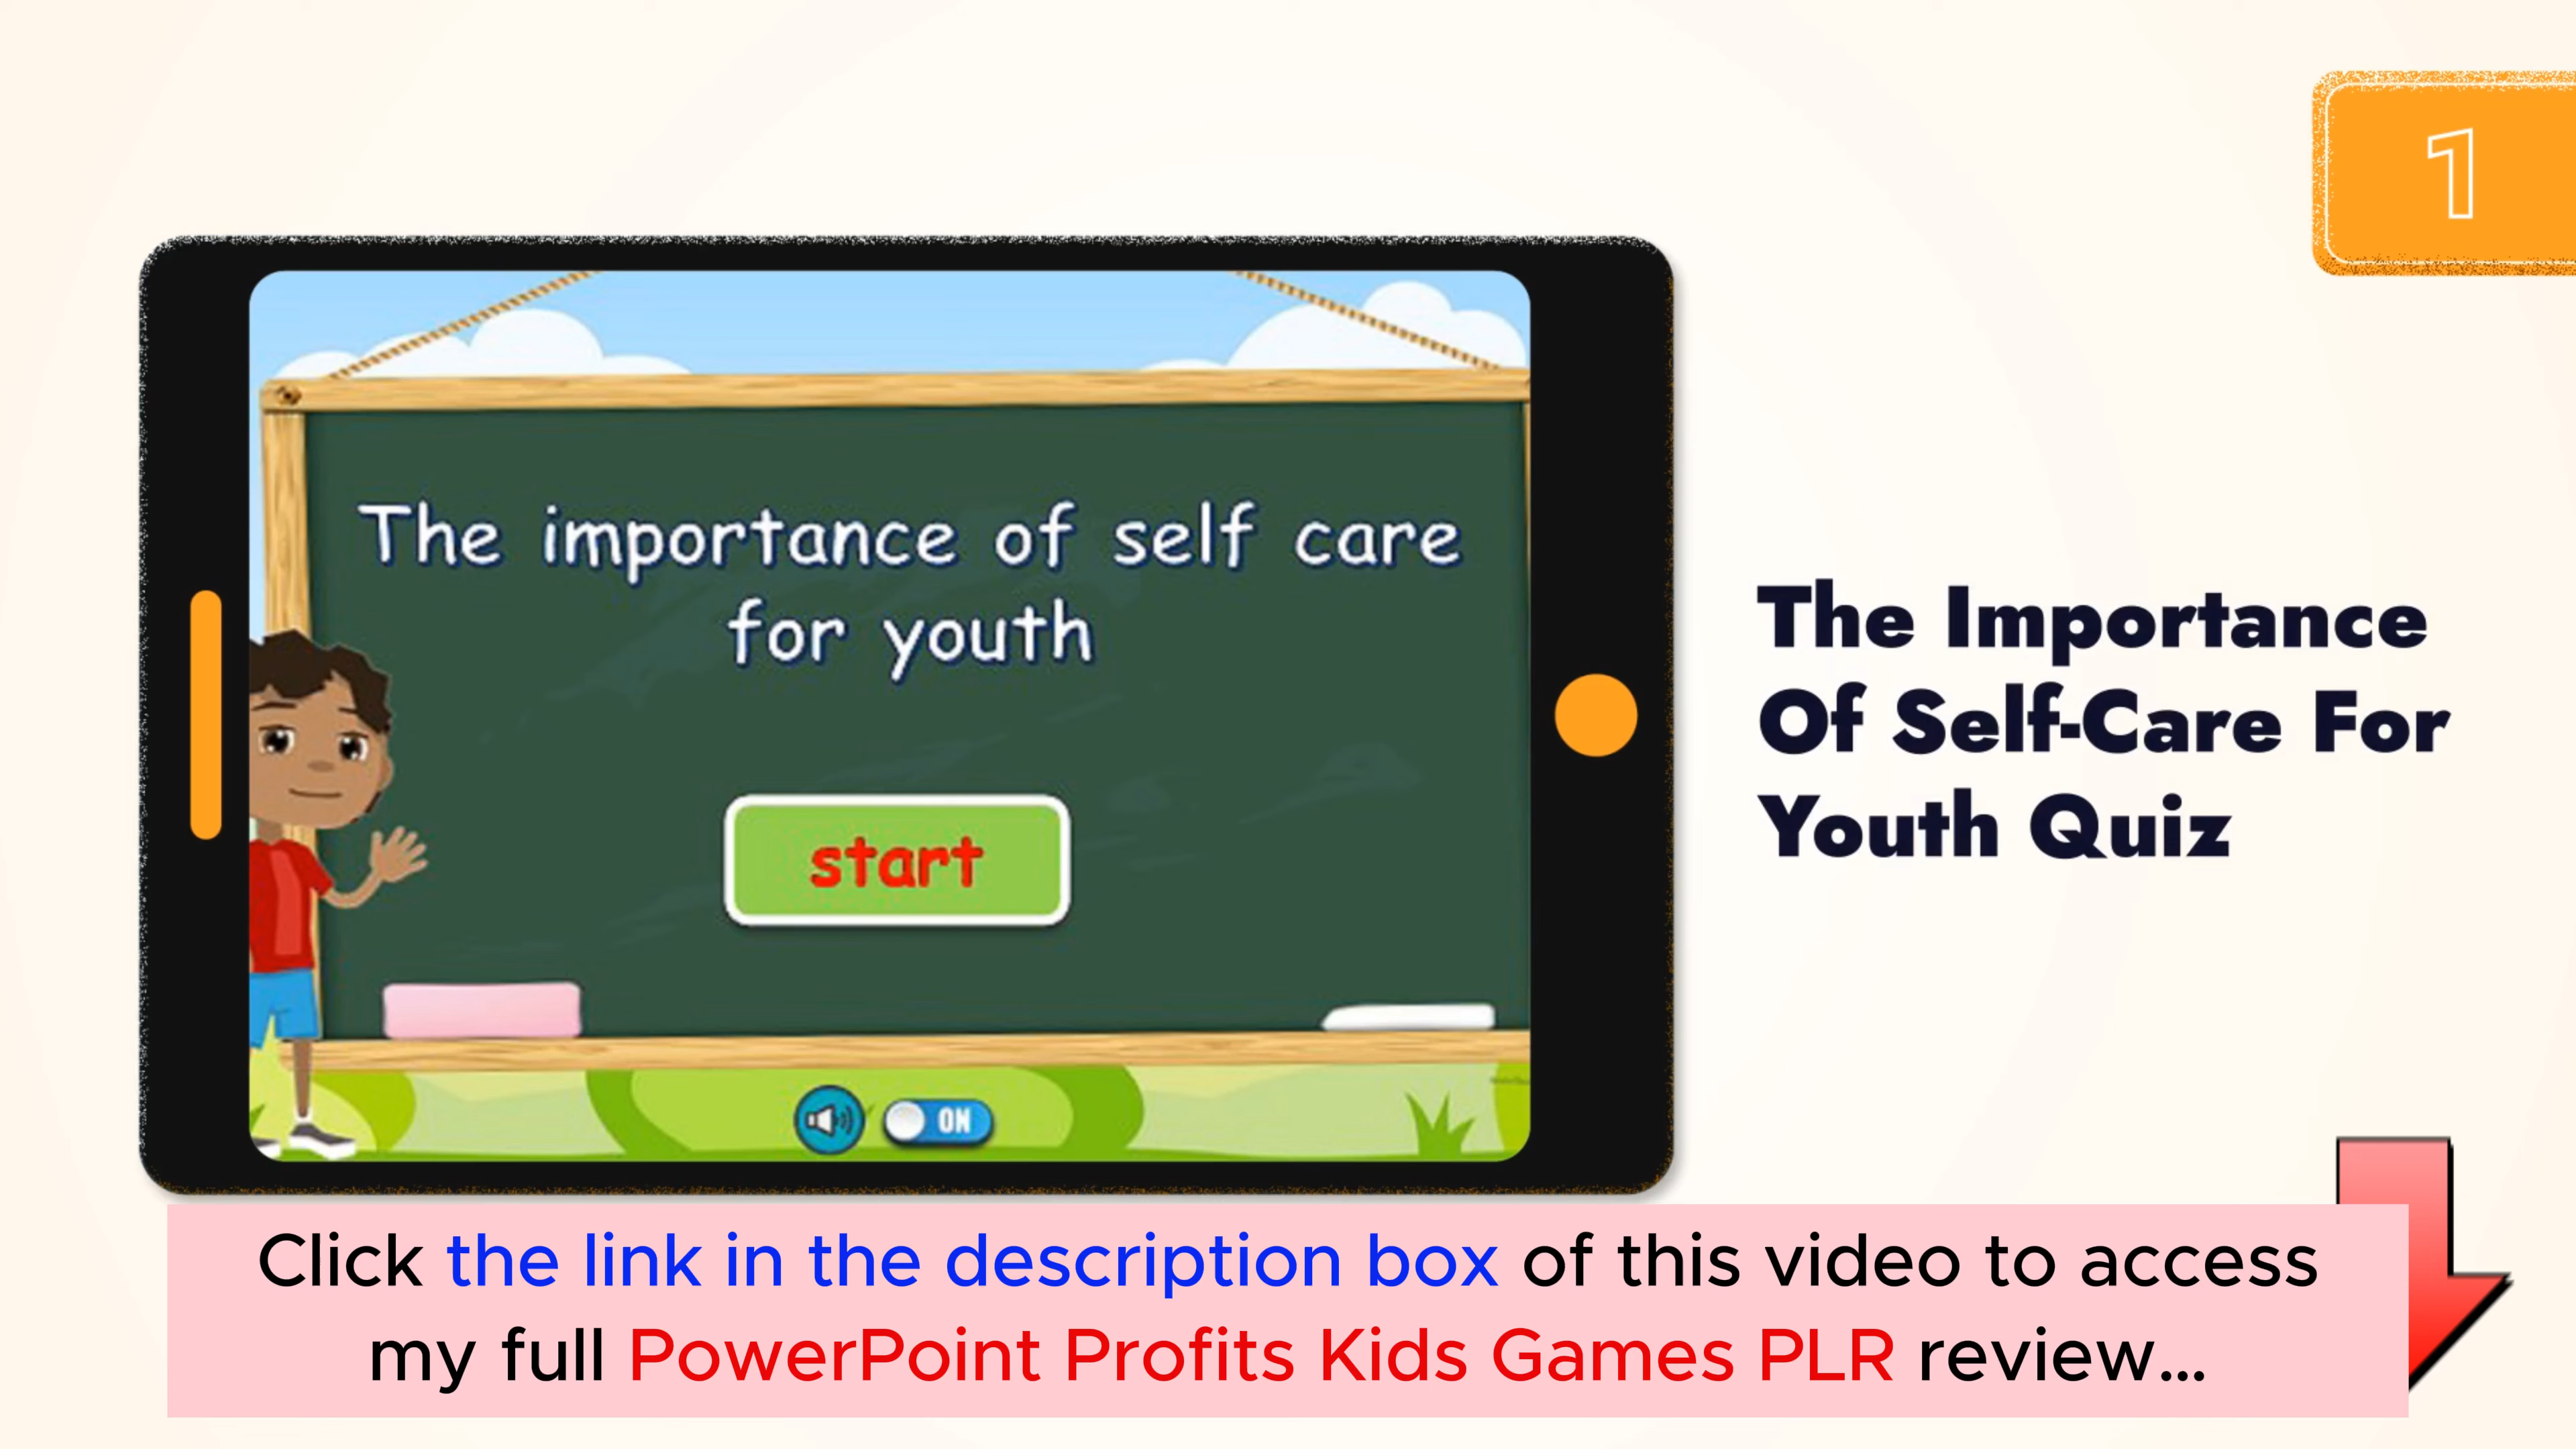 1
The importance of self care
for youth
start
ON
The Importance
Of Self-Care For
Youth Quiz
Click the link in the description box of this video to access
my full PowerPoint Profits Kids Games PLR review...